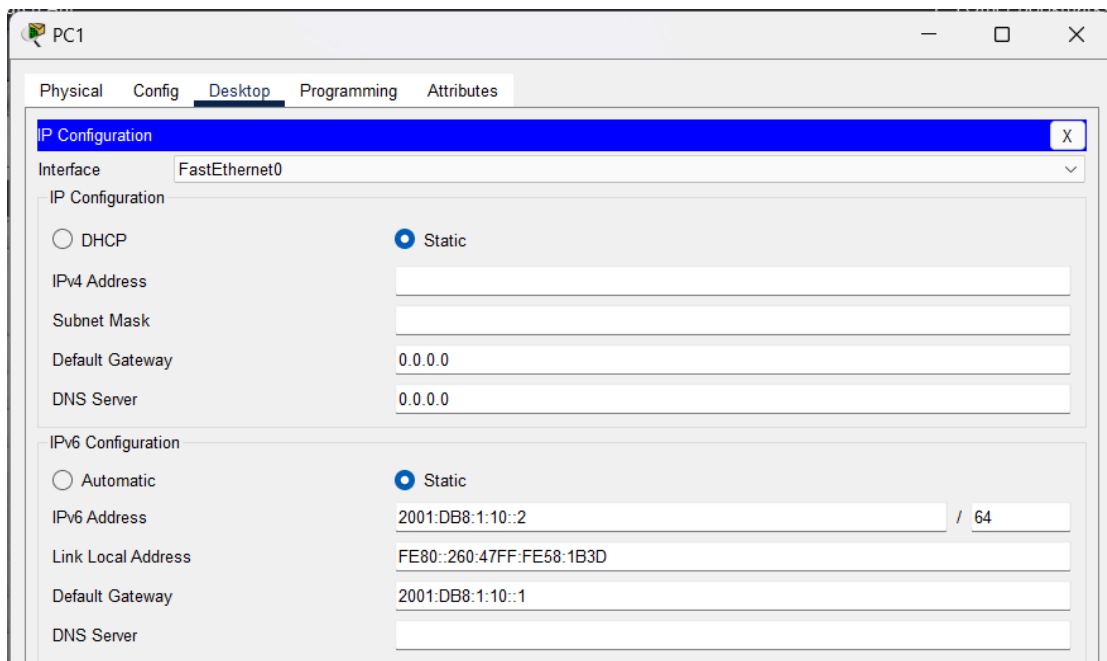 PC1
Physical Config Desktop Programming Attributes
IP Configuration X
Interface FastEthernet0
IP Configuration
DHCP Static
IPv4 Address
Subnet Mask
Default Gateway 0.0.0.0
DNS Server 0.0.0.0
IPv6 Configuration
Automatic Static
IPv6 Address 2001:DB8:1:10::2 / 64
Link Local Address FE80::260:47FF:FE58:1B3D
Default Gateway 2001:DB8:1:10::1
DNS Server